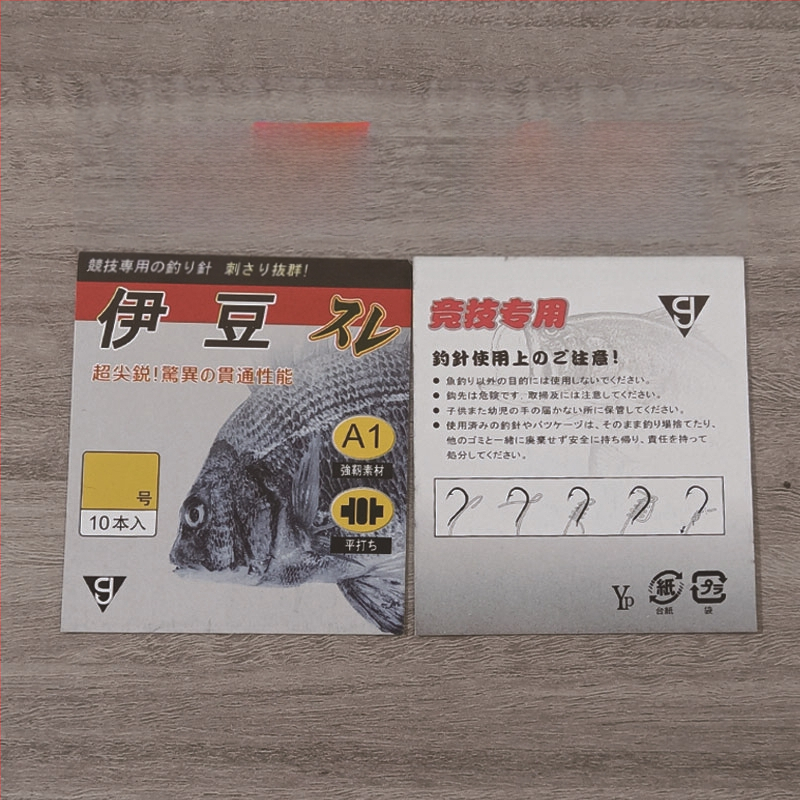 競技専用の釣り針 刺さり抜群!
伊豆 スレ
超尖鋭!驚異の貫通性能
A1
強靭素材
号
10本入
平打ち
g
竞技专用
g
釣針使用上のご注意!
● 魚釣り以外の目的には使用しないでください。
● 鈎先は危険です.取掃及には注意してください。
● 子供また幼児の手の届かない所に保管してください。
● 使用済みの釣針やパツケージは、そのまま釣り場捨てたり、
他のゴミと一緒に廃棄せず安全に持ち帰り、責任を持って
処分してください。
Yp
紙
台紙
プラ
袋